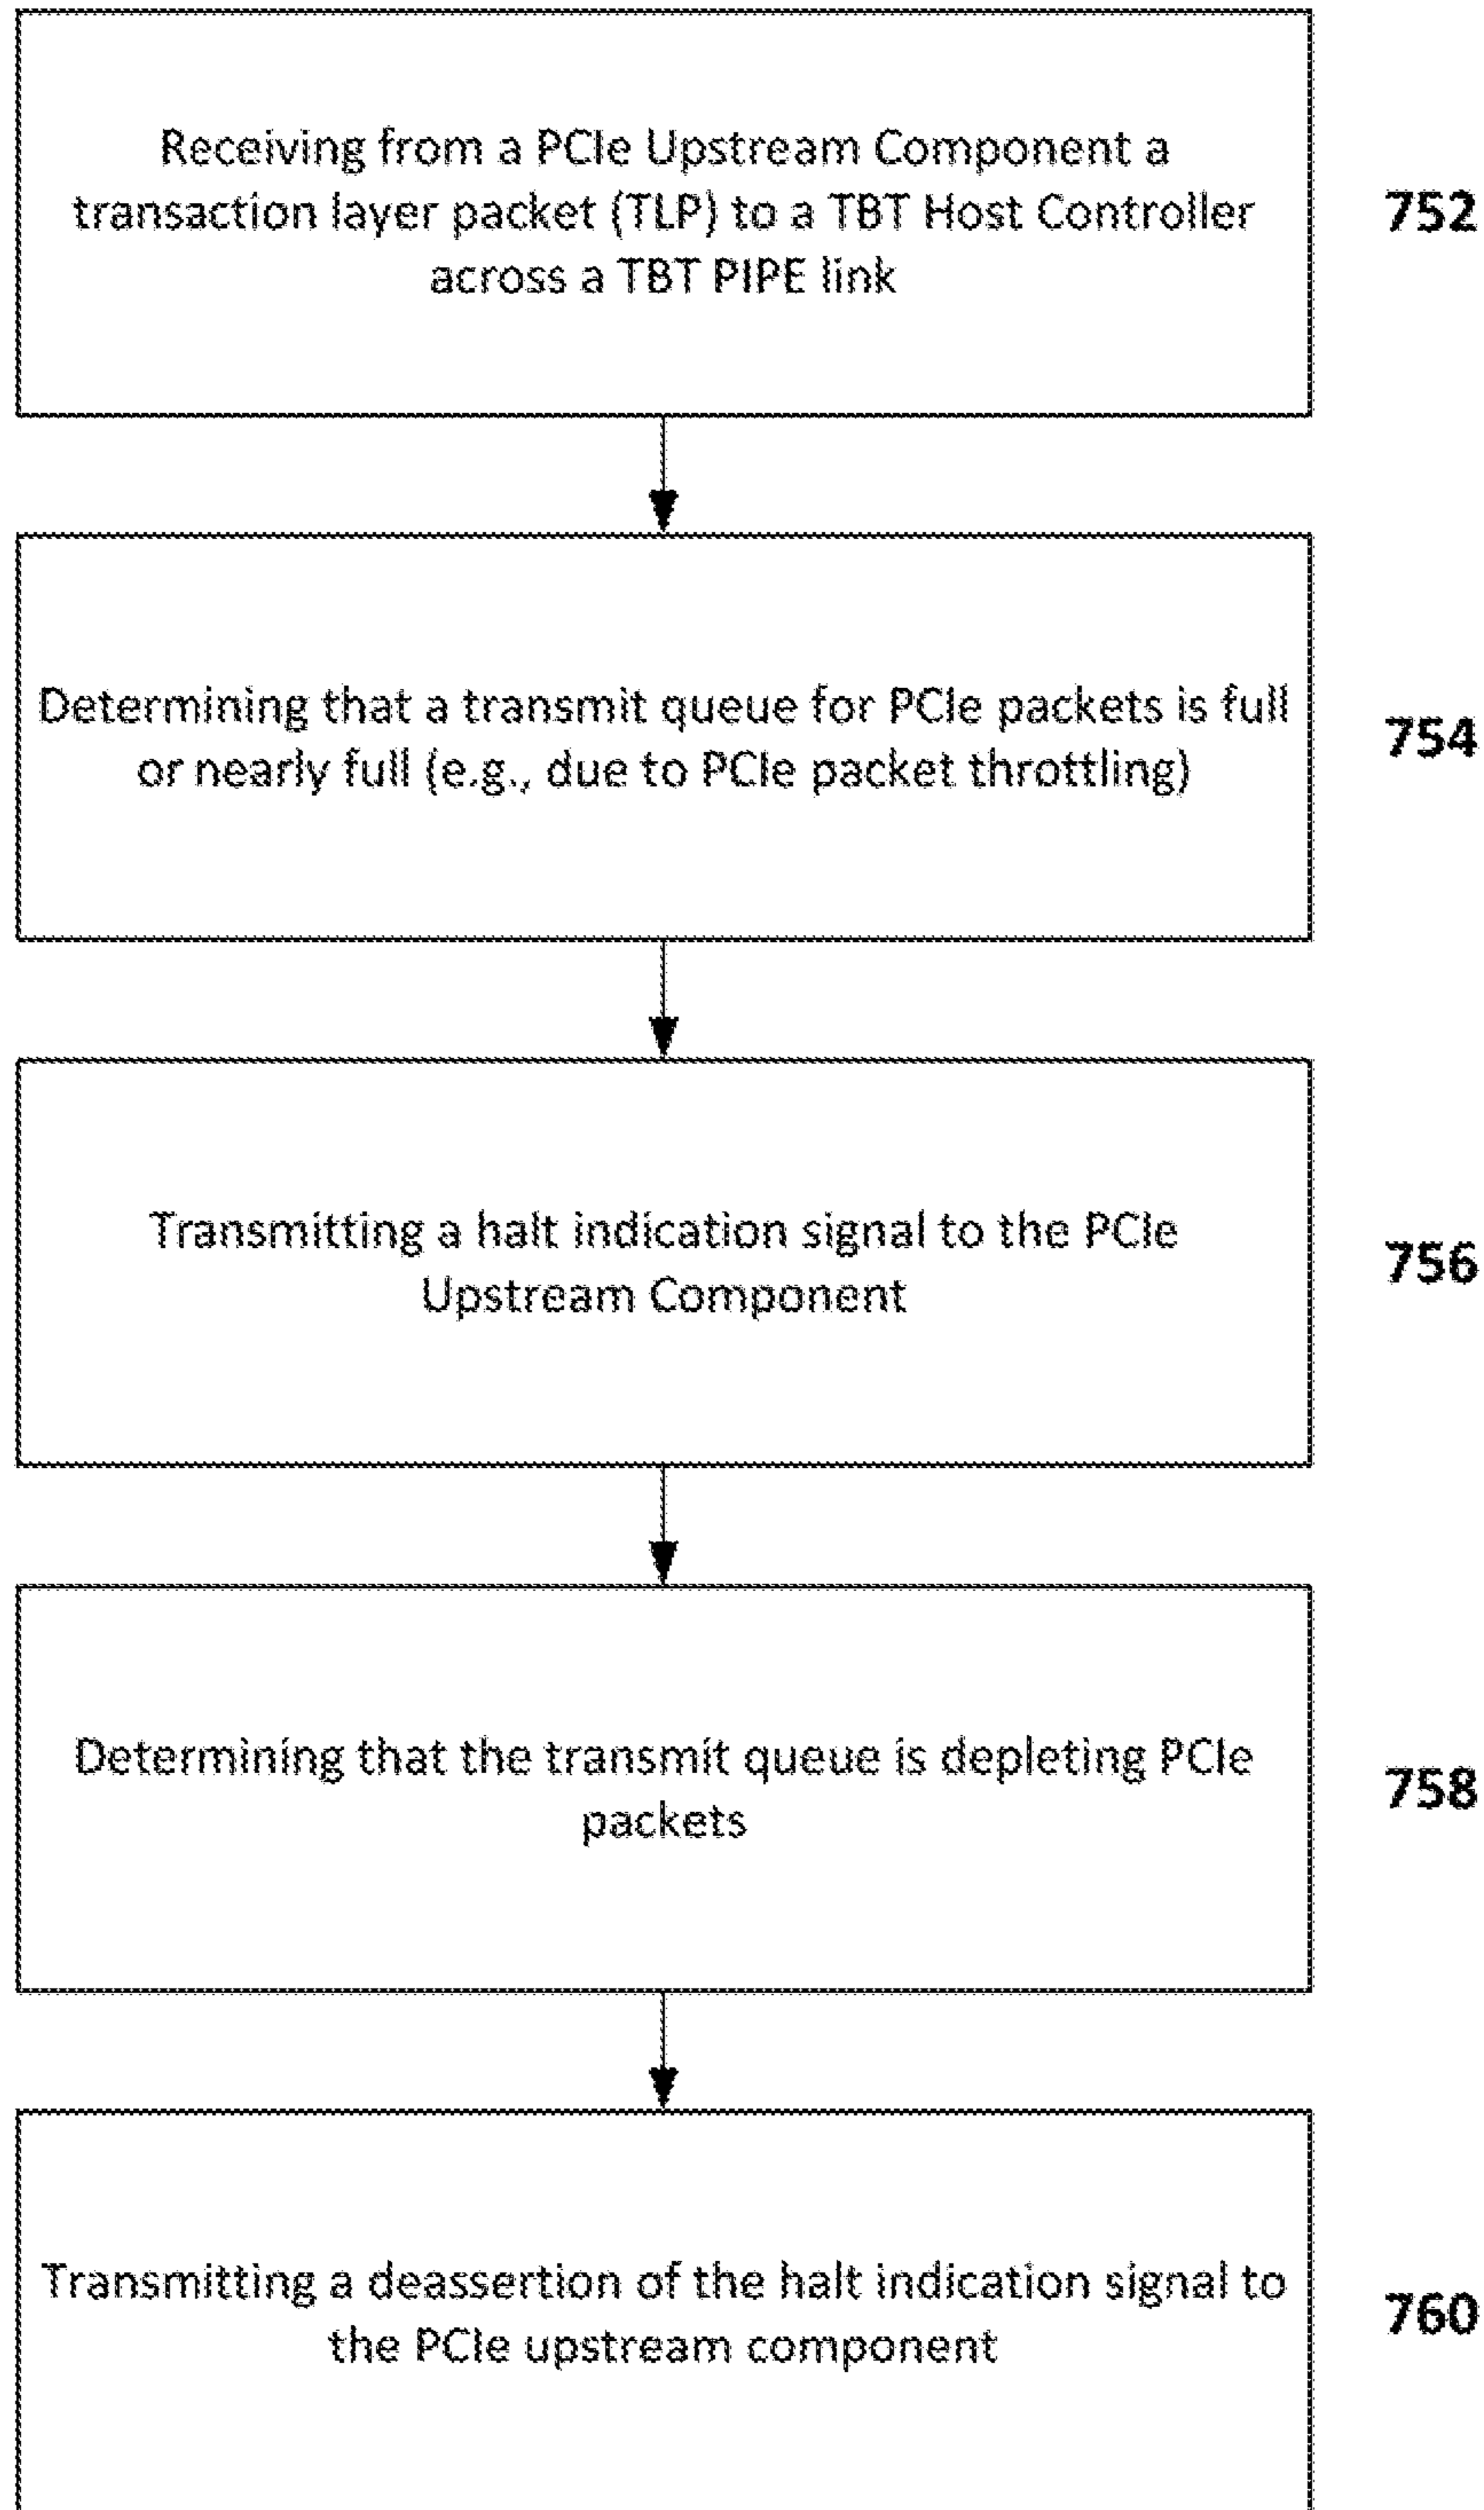 Receiving from a PCIe Upstream Component a
transaction layer packet (TLP) to a TBT Host Controller
across a TBT PIPE link
752
Determining that a transmit queue for PCIe packets is full
or nearly full (e.g., due to PCIe packet throttling)
754
Transmitting a halt indication signal to the PCIe
Upstream Component
756
Determining that the transmit queue is depleting PCIe
packets
758
Transmitting a deassertion of the halt indication signal to
the PCIe upstream component
760